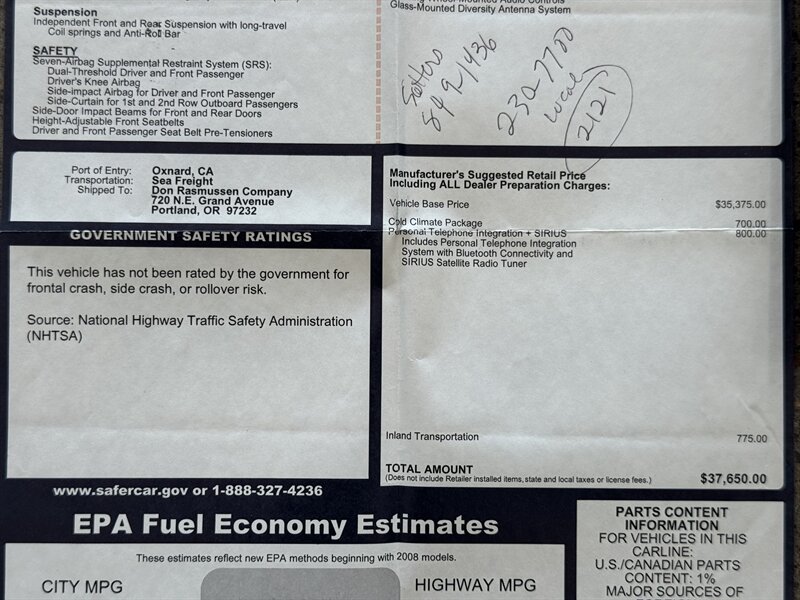 Suspension
Independent Front and Rear Suspension with long-travel
Coil springs and Anti-Roll Bar
SAFETY
Seven-Airbag Supplemental Restraint System (SRS):
Dual-Threshold Driver and Front Passenger
Driver's Knee Airbag
Side-impact Airbag for Driver and Front Passenger
Side-Curtain for 1st and 2nd Row Outboard Passengers
Side-Door Impact Beams for Front and Rear Doors
Height-Adjustable Front Seatbelts
Driver and Front Passenger Seat Belt Pre-Tensioners
Wheel-Mounted Audio Controls
Glass-Mounted Diversity Antenna System
849-1436
230-7700
Local
2121
Port of Entry: Oxnard, CA
Transportation: Sea Freight
Shipped To: Don Rasmussen Company
720 N.E. Grand Avenue
Portland, OR 97232
GOVERNMENT SAFETY RATINGS
This vehicle has not been rated by the government for
frontal crash, side crash, or rollover risk.
Source: National Highway Traffic Safety Administration
(NHTSA)
www.safercar.gov or 1-888-327-4236
Manufacturer's Suggested Retail Price
Including ALL Dealer Preparation Charges:
Vehicle Base Price $35,375.00
Cold Climate Package 700.00
Personal Telephone Integration + SIRIUS 800.00
Includes Personal Telephone Integration
System with Bluetooth Connectivity and
SIRIUS Satellite Radio Tuner
Inland Transportation 775.00
TOTAL AMOUNT
(Does not include Retailer installed items, state and local taxes or license fees.) $37,650.00
EPA Fuel Economy Estimates
These estimates reflect new EPA methods beginning with 2008 models.
CITY MPG
HIGHWAY MPG
PARTS CONTENT
INFORMATION
FOR VEHICLES IN THIS
CARLINE:
U.S./CANADIAN PARTS
CONTENT: 1%
MAJOR SOURCES OF